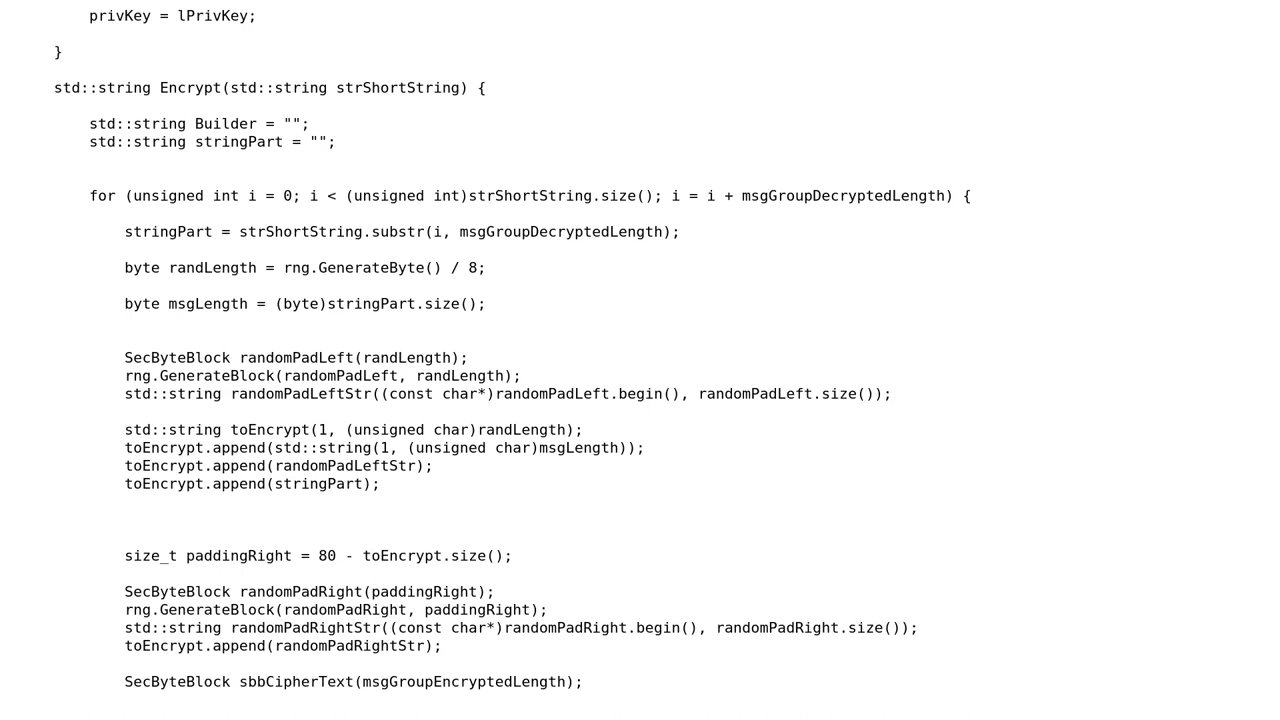 privKey = lPrivKey;
}
std::string Encrypt(std::string strShortString) {
std::string Builder = "";
std::string stringPart = "";
for (unsigned int i = 0; i < (unsigned int)strShortString.size(); i = i + msgGroupDecryptedLength) {
stringPart = strShortString.substr(i, msgGroupDecryptedLength);
byte randLength = rng.GenerateByte() / 8;
byte msgLength = (byte)stringPart.size();
SecByteBlock randomPadLeft(randLength);
rng.GenerateBlock(randomPadLeft, randLength);
std::string randomPadLeftStr((const char*)randomPadLeft.begin(), randomPadLeft.size());
std::string toEncrypt(1, (unsigned char)randLength);
toEncrypt.append(std::string(1, (unsigned char)msgLength));
toEncrypt.append(randomPadLeftStr);
toEncrypt.append(stringPart);
size_t paddingRight = 80 - toEncrypt.size();
SecByteBlock randomPadRight(paddingRight);
rng.GenerateBlock(randomPadRight, paddingRight);
std::string randomPadRightStr((const char*)randomPadRight.begin(), randomPadRight.size());
toEncrypt.append(randomPadRightStr);
SecByteBlock sbbCipherText(msgGroupEncryptedLength);